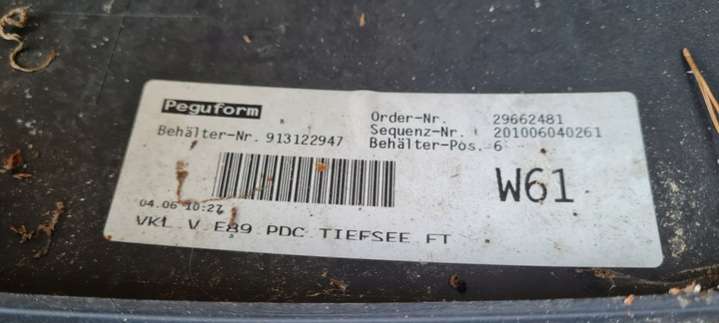 Peguform
Order-Nr. 29662481
Behälter-Nr. 913122947 Sequenz-Nr. 201006040261
Behälter-Pos. 6
W61
04.06 10:27
VKL V E89 PDC TIEFSEE FT